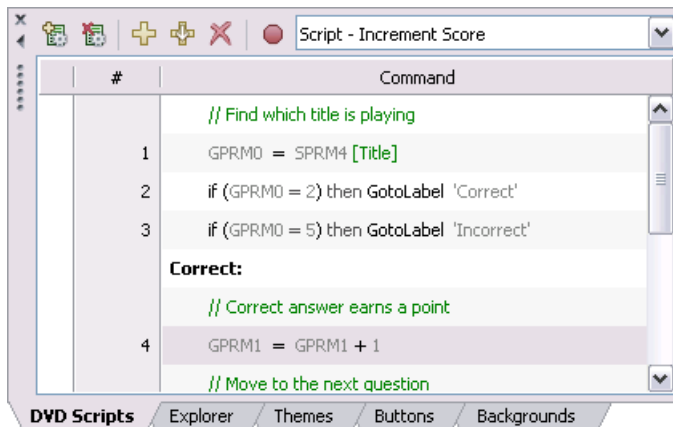 Script - Increment Score
# Command
// Find which title is playing
1 GPRM0 = SPRM4 [Title]
2 if (GPRM0 = 2) then GotoLabel 'Correct'
3 if (GPRM0 = 5) then GotoLabel 'Incorrect'
Correct:
// Correct answer earns a point
4 GPRM1 = GPRM1 + 1
// Move to the next question
DVD Scripts Explorer Themes Buttons Backgrounds